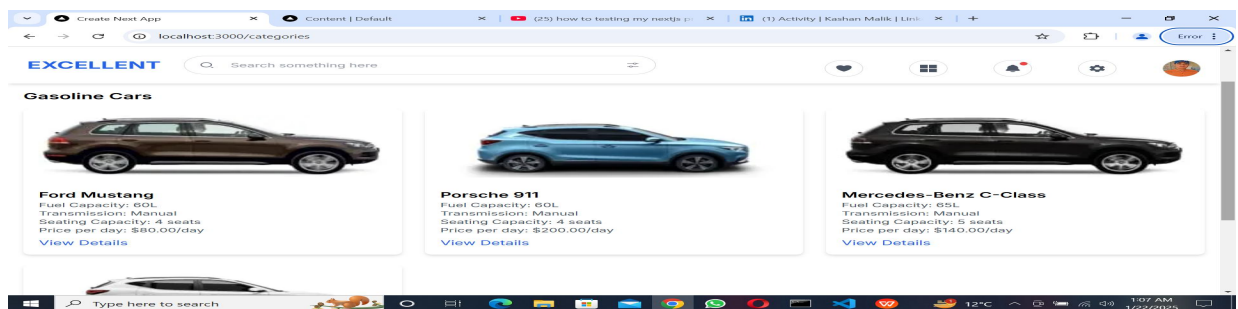 Create Next App
Content | Default
(25) how to testing my nextjs p
(1) Activity | Kashan Malik | Link
localhost:3000/categories
Error
EXCELLENT
Search something here
Gasoline Cars
Ford Mustang
Fuel Capacity: 60L
Transmission: Manual
Seating Capacity: 4 seats
Price per day: $80.00/day
View Details
Porsche 911
Fuel Capacity: 60L
Transmission: Manual
Seating Capacity: 4 seats
Price per day: $200.00/day
View Details
Mercedes-Benz C-Class
Fuel Capacity: 65L
Transmission: Manual
Seating Capacity: 5 seats
Price per day: $140.00/day
View Details
Type here to search
12°C
1:07 AM
1/22/2025